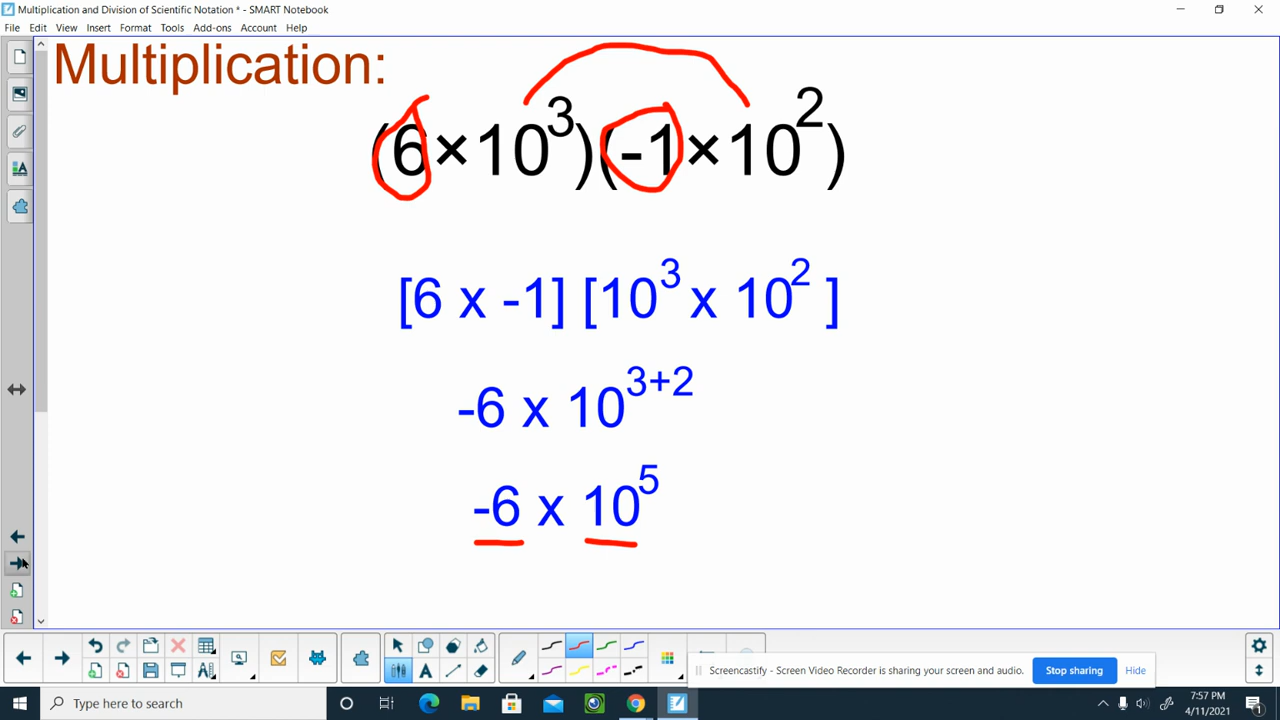 Multiplication and Division of Scientific Notation * - SMART Notebook
File Edit View Insert Format Tools Add-ons Account Help
Multiplication:
(6×10³)(-1×10²)
[6 x -1] [10³ x 10² ]
-6 x 10³⁺²
-6 x 10⁵
Screencastify - Screen Video Recorder is sharing your screen and audio. Stop sharing Hide
Type here to search
7:57 PM
4/11/2021